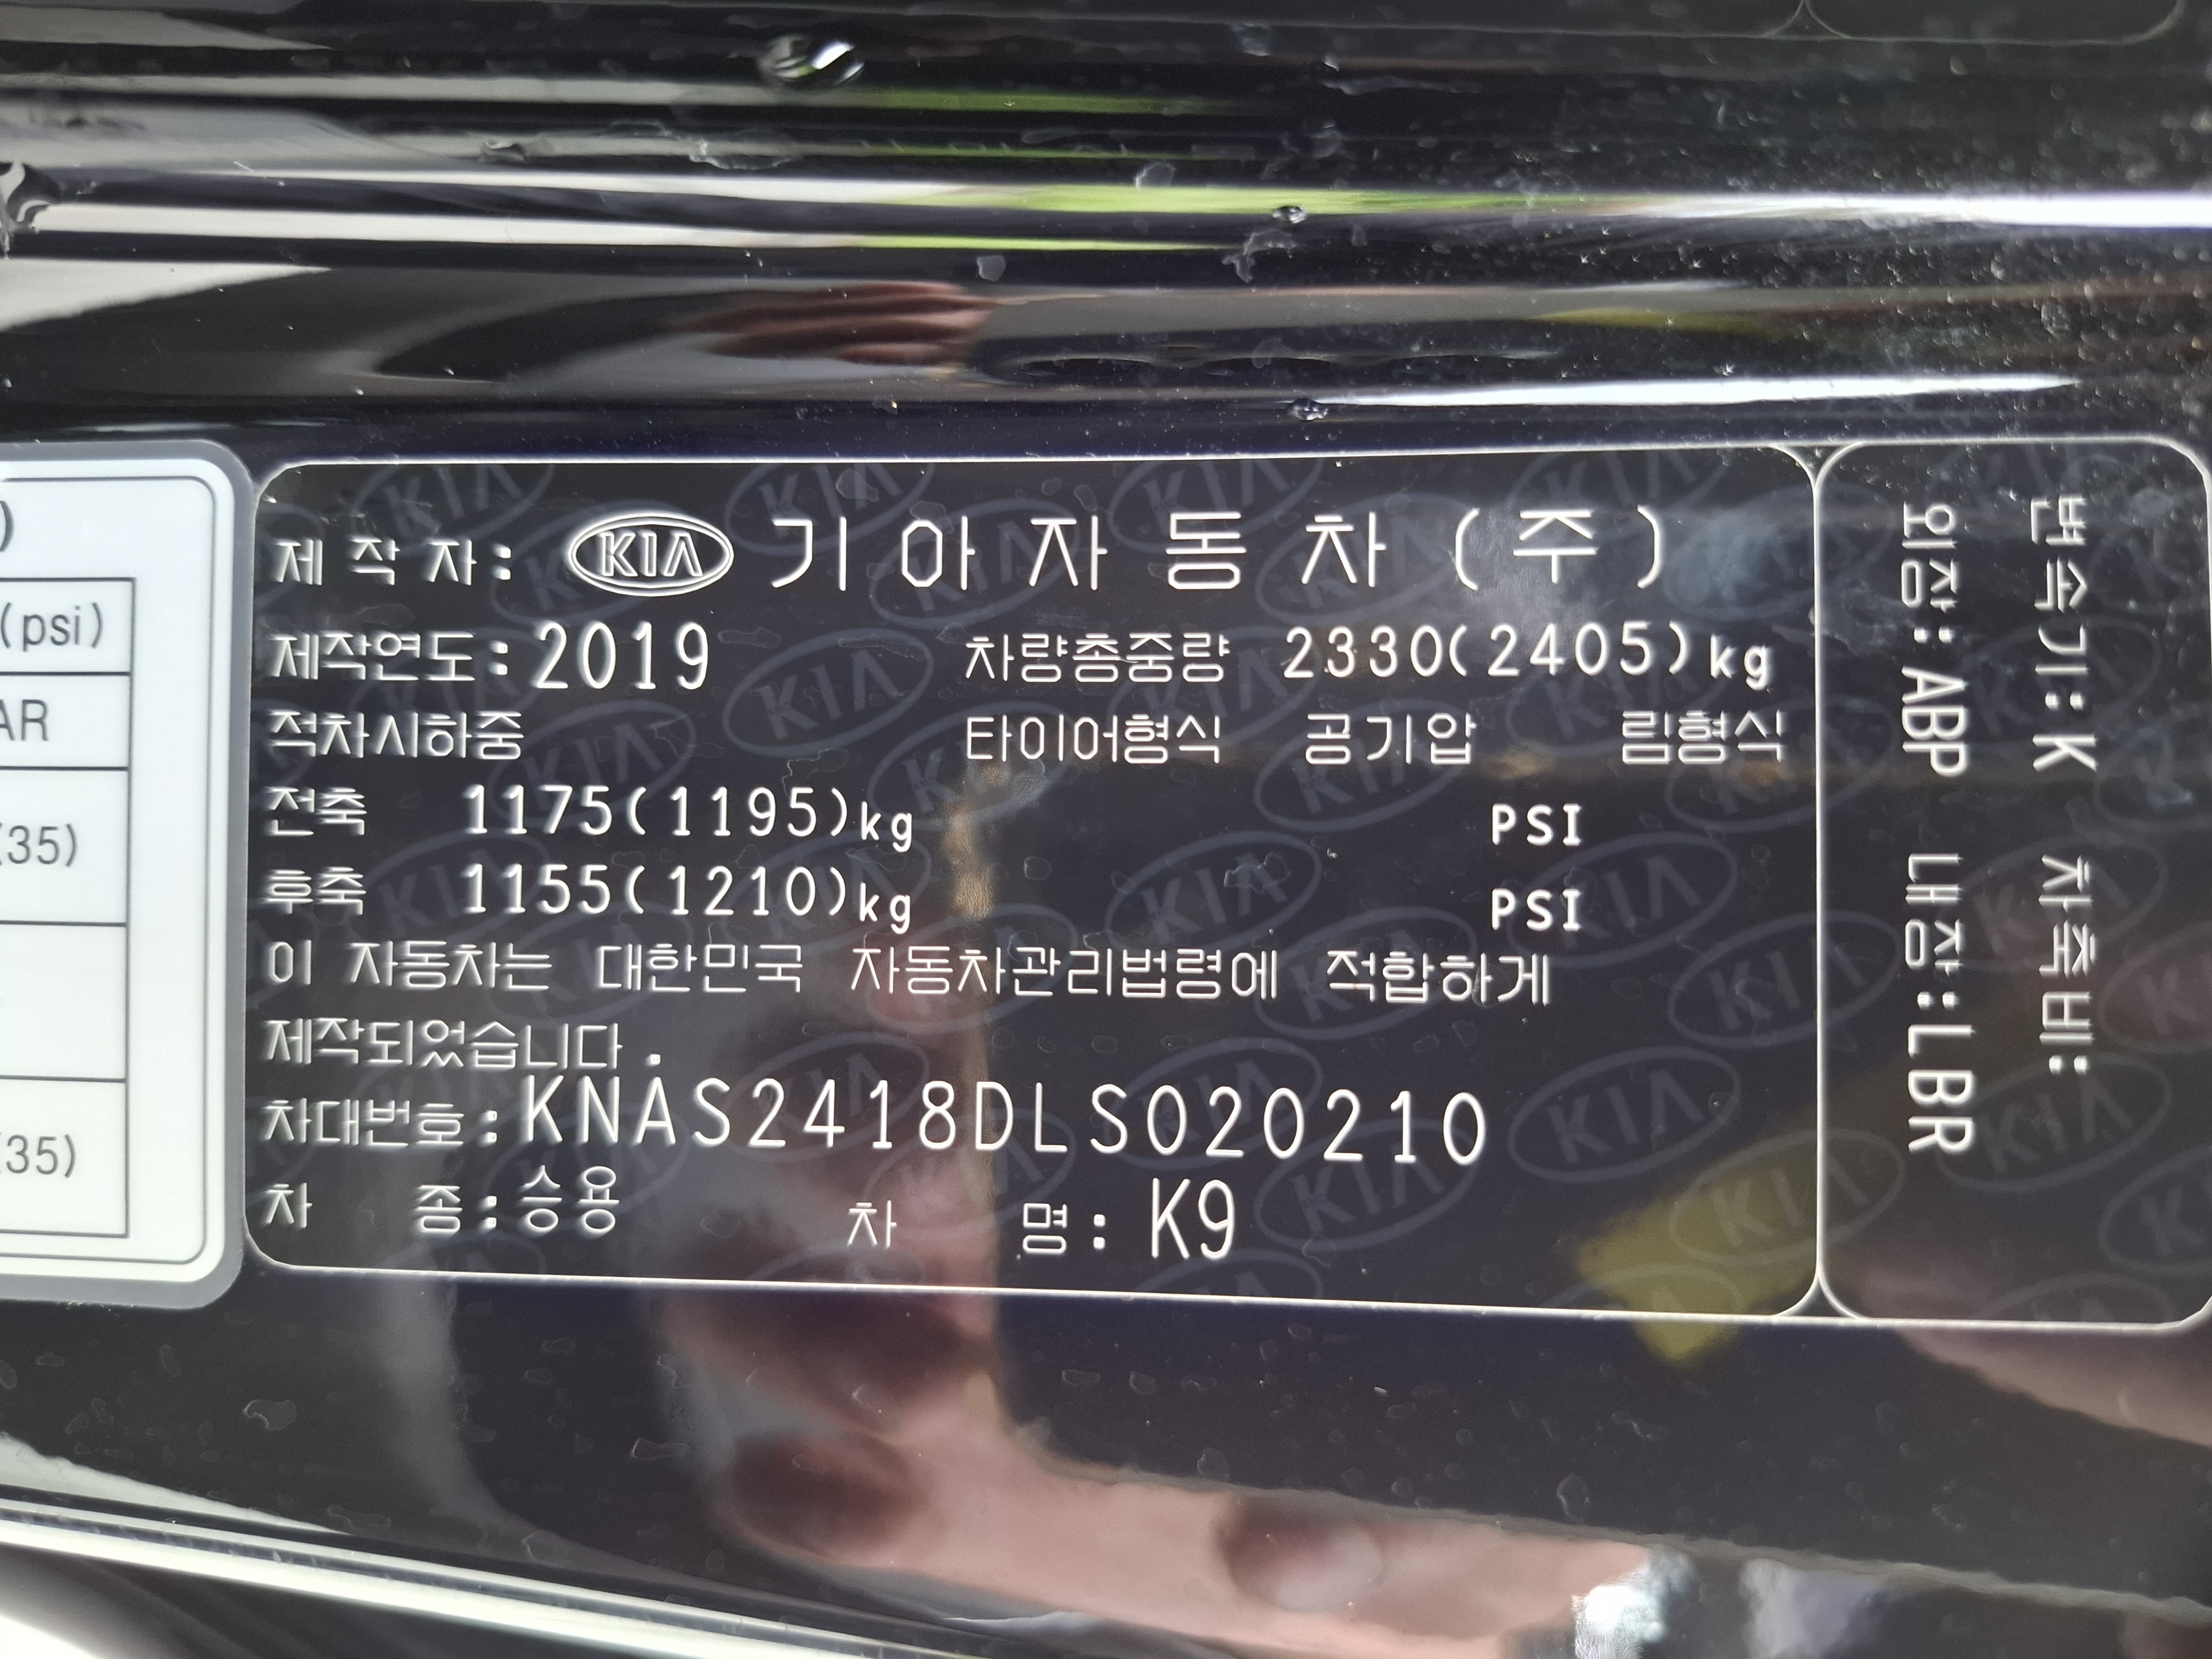 )
(psi)
AR
(35)
(35)
제 작 자 : KIA 기 아 자 동 차 ( 주 )
제작연도 : 2019 차량총중량 2330(2405)kg
적차시하중 타이어형식 공기압 림형식
전축 1175(1195)kg PSI
후축 1155(1210)kg PSI
이 자동차는 대한민국 자동차관리법령에 적합하게
제작되었습니다 .
차대번호 : KNAS2418DLS020210
차 종 : 승용 차 명 : K9
변속기 : K 차축비 :
외장 : ABP 내장 : LBR